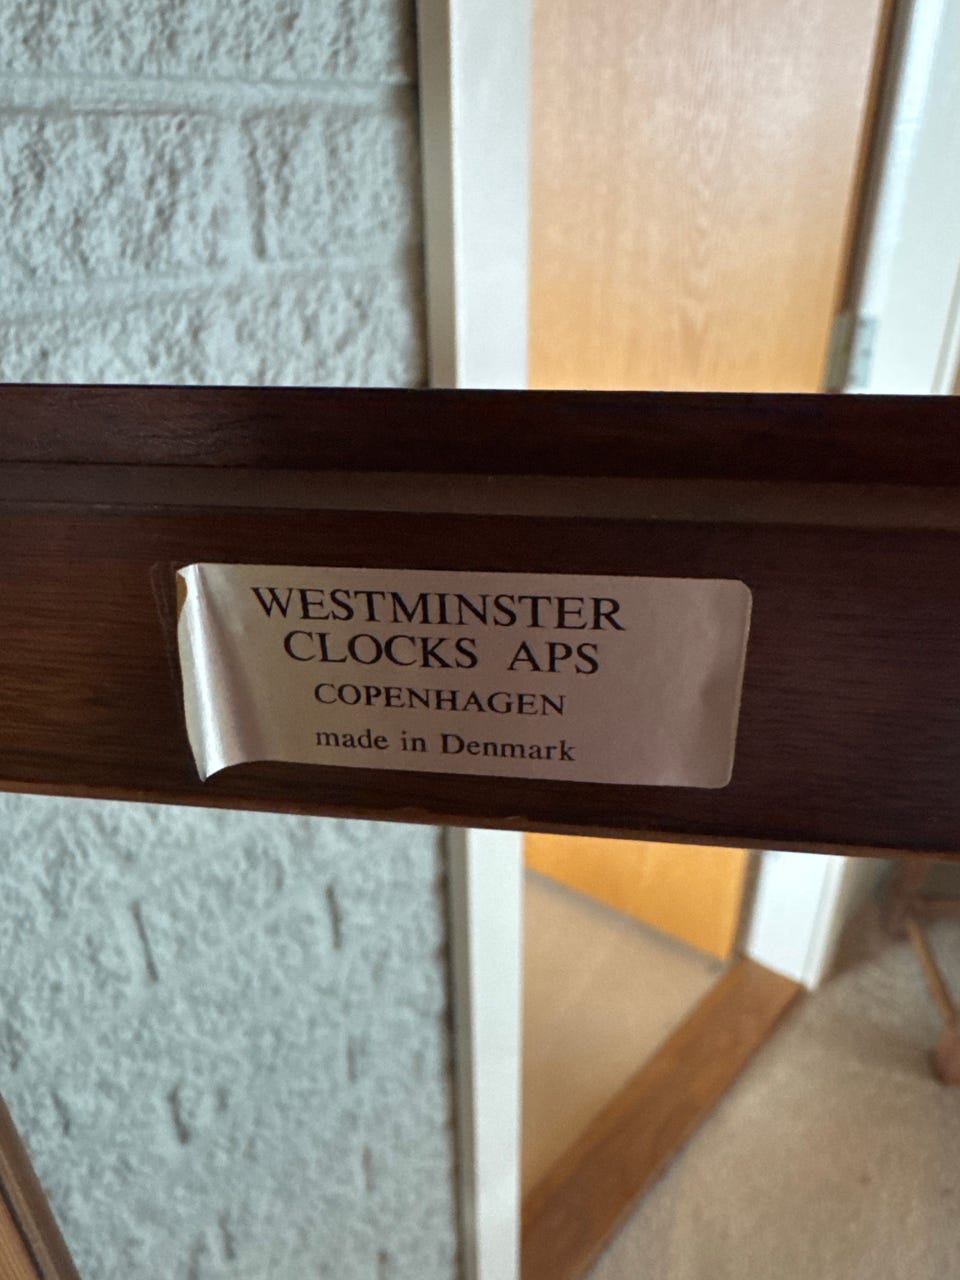 WESTMINSTER
CLOCKS APS
COPENHAGEN
made in Denmark